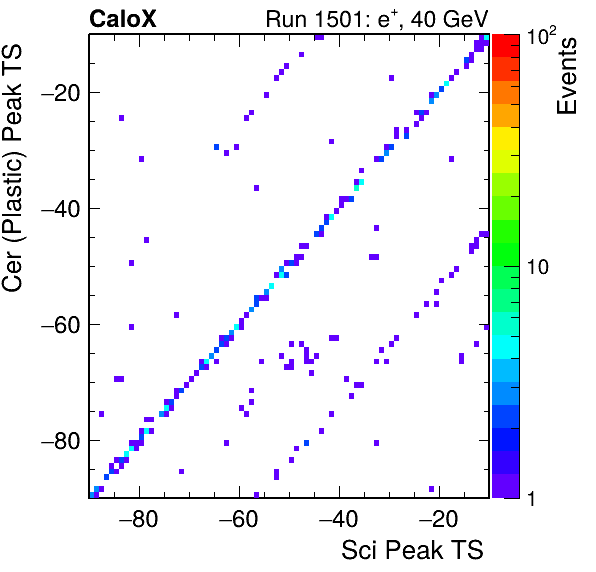 CaloX Run 1501: e⁺, 40 GeV
Cer (Plastic) Peak TS
−20
−40
−60
−80
−80 −60 −40 −20
Sci Peak TS
10²
10
1
Events